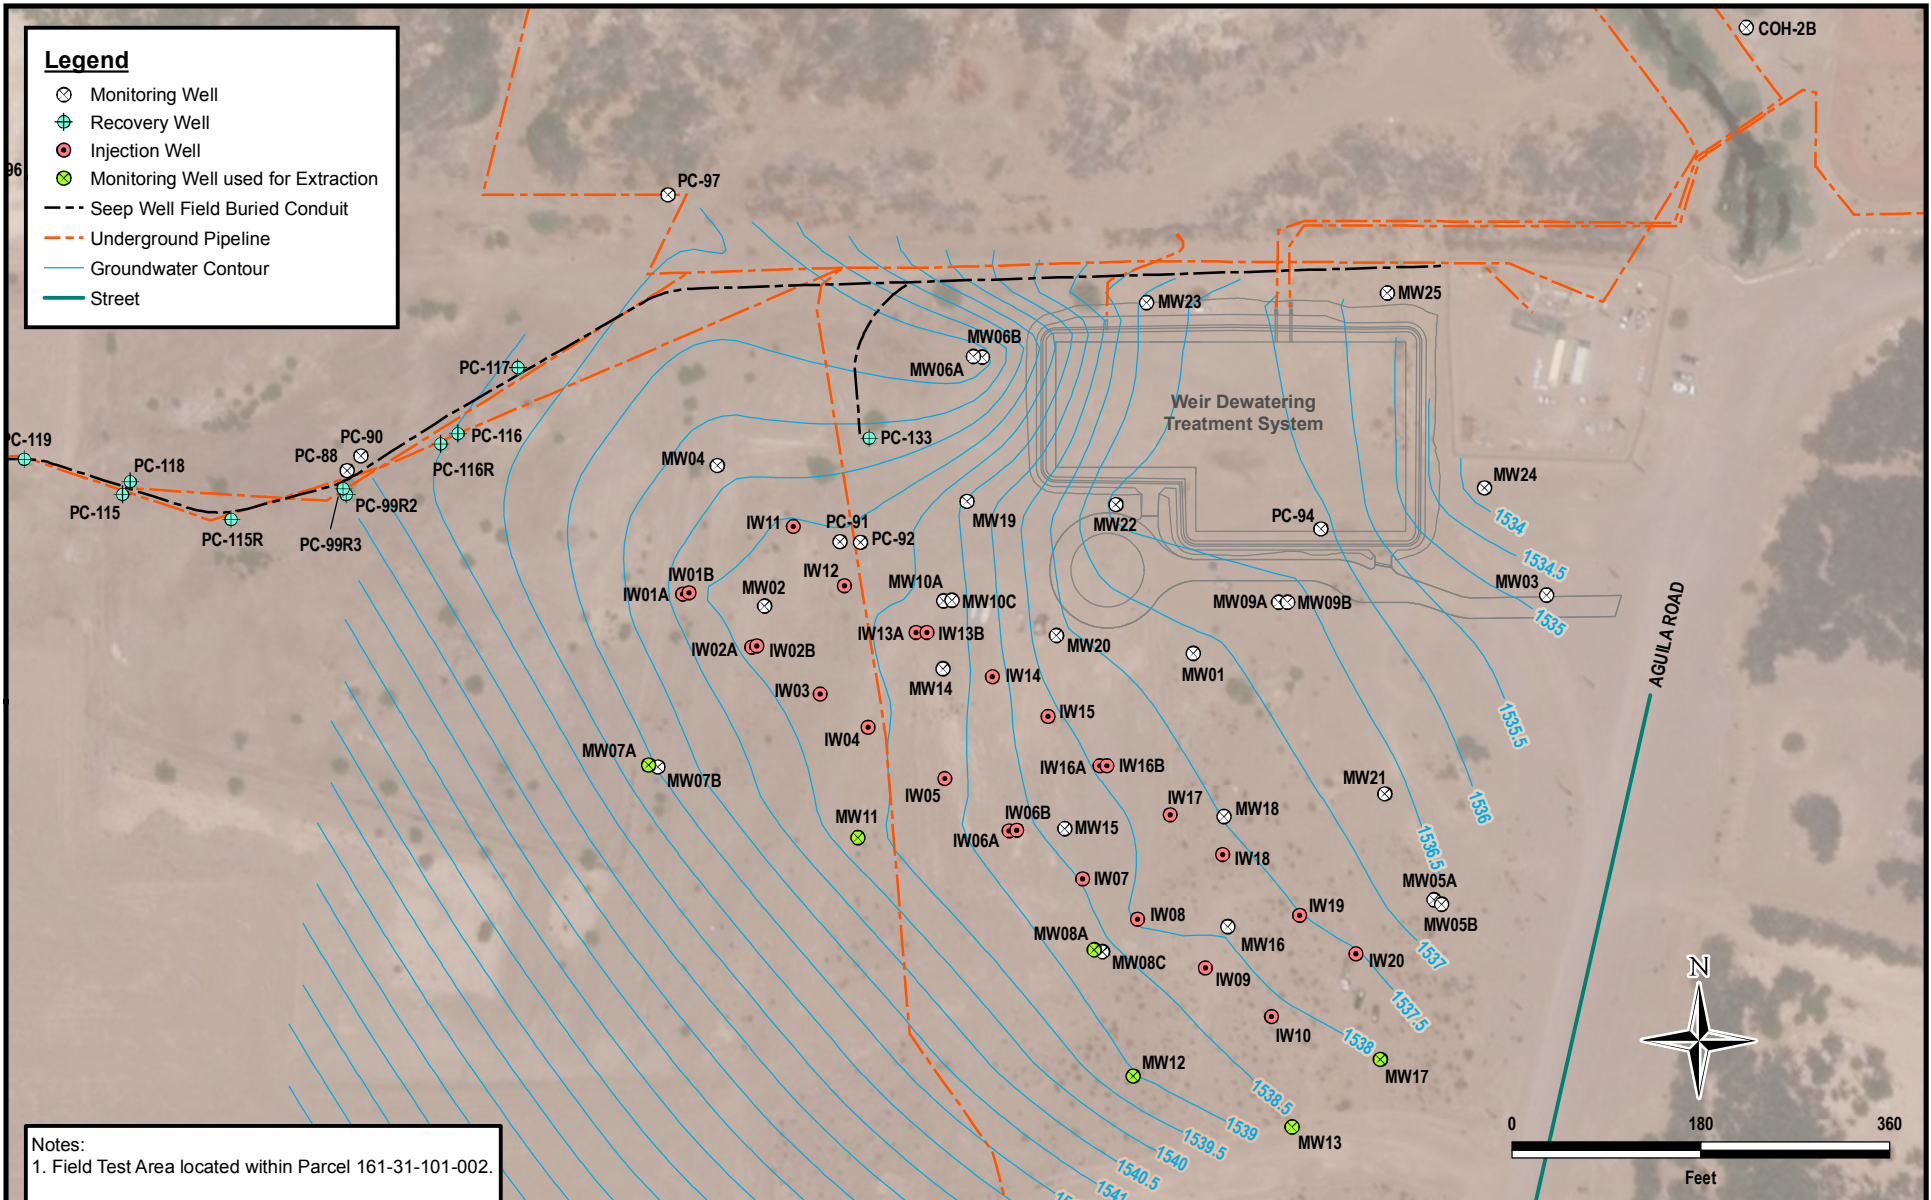 Legend
Monitoring Well
Recovery Well
Injection Well
Monitoring Well used for Extraction
Seep Well Field Buried Conduit
Underground Pipeline
Groundwater Contour
Street
COH-2B
96
PC-97
MW25
MW23
MW06B
MW06A
PC-117
Weir Dewatering
Treatment System
PC-116
PC-133
PC-119
PC-90
PC-88
PC-116R
MW04
PC-118
MW24
PC-115
PC-99R2
MW19
MW22
PC-94
1534
IW11
PC-91
PC-92
PC-115R
PC-99R3
1534.5
IW01B
IW12
MW10A
MW10C
MW03
IW01A
MW02
MW09A
MW09B
1535
AGUILA ROAD
IW13A
IW13B
MW20
IW02A
IW02B
MW14
IW14
MW01
IW03
IW15
1535.5
IW04
MW07A
MW07B
IW16A
IW16B
MW21
IW05
1536
MW11
IW06B
IW17
MW18
IW06A
MW15
1536.5
IW18
IW07
MW05A
IW08
IW19
MW05B
MW08A
MW16
MW08C
1537
IW20
IW09
N
1537.5
IW10
1538
MW12
MW17
1538.5
1539
MW13
0
180
360
Feet
1539.5
1540
1540.5
1541
Notes:
1. Field Test Area located within Parcel 161-31-101-002.